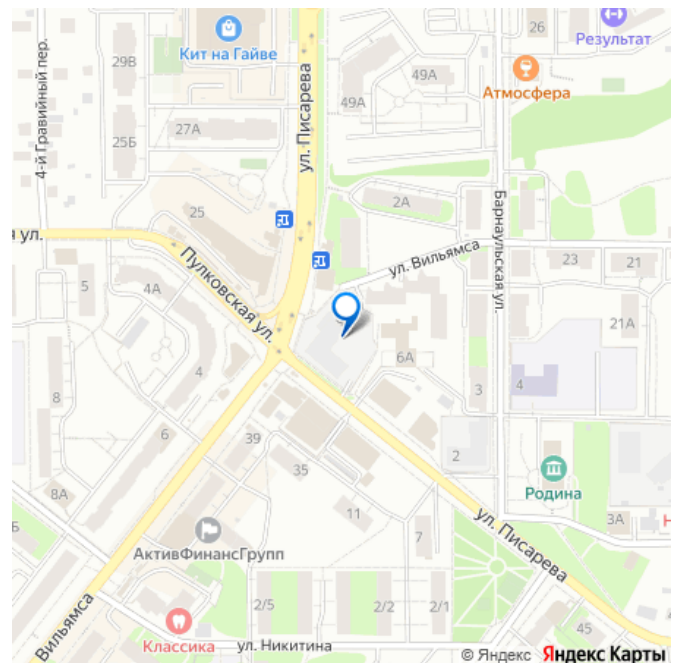 26
Результат
Кит на Гайве
29В
49А
Атмосфера
49А
4-й Гравийный пер.
ул. Писарева
27А
25Б
2А
Барнаульская ул.
25
я ул.
ул. Вильямса
Пулковская ул.
23
21
5
4А
21А
6А
4
3
4
8
6
39
2
35
Родина
8А
11
ул. Писарева
3А
Н
Б
7
АктивФинансГрупп
Вильямса
2/5
2/2
2/1
45
Классика
ул. Никитина
© Яндекс Яндекс Карты